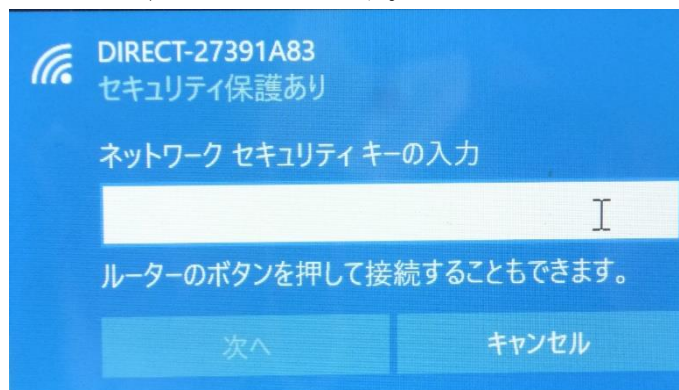 DIRECT-27391A83
セキュリティ保護あり
ネットワーク セキュリティ キーの入力
ルーターのボタンを押して接続することもできます。
次へ
キャンセル